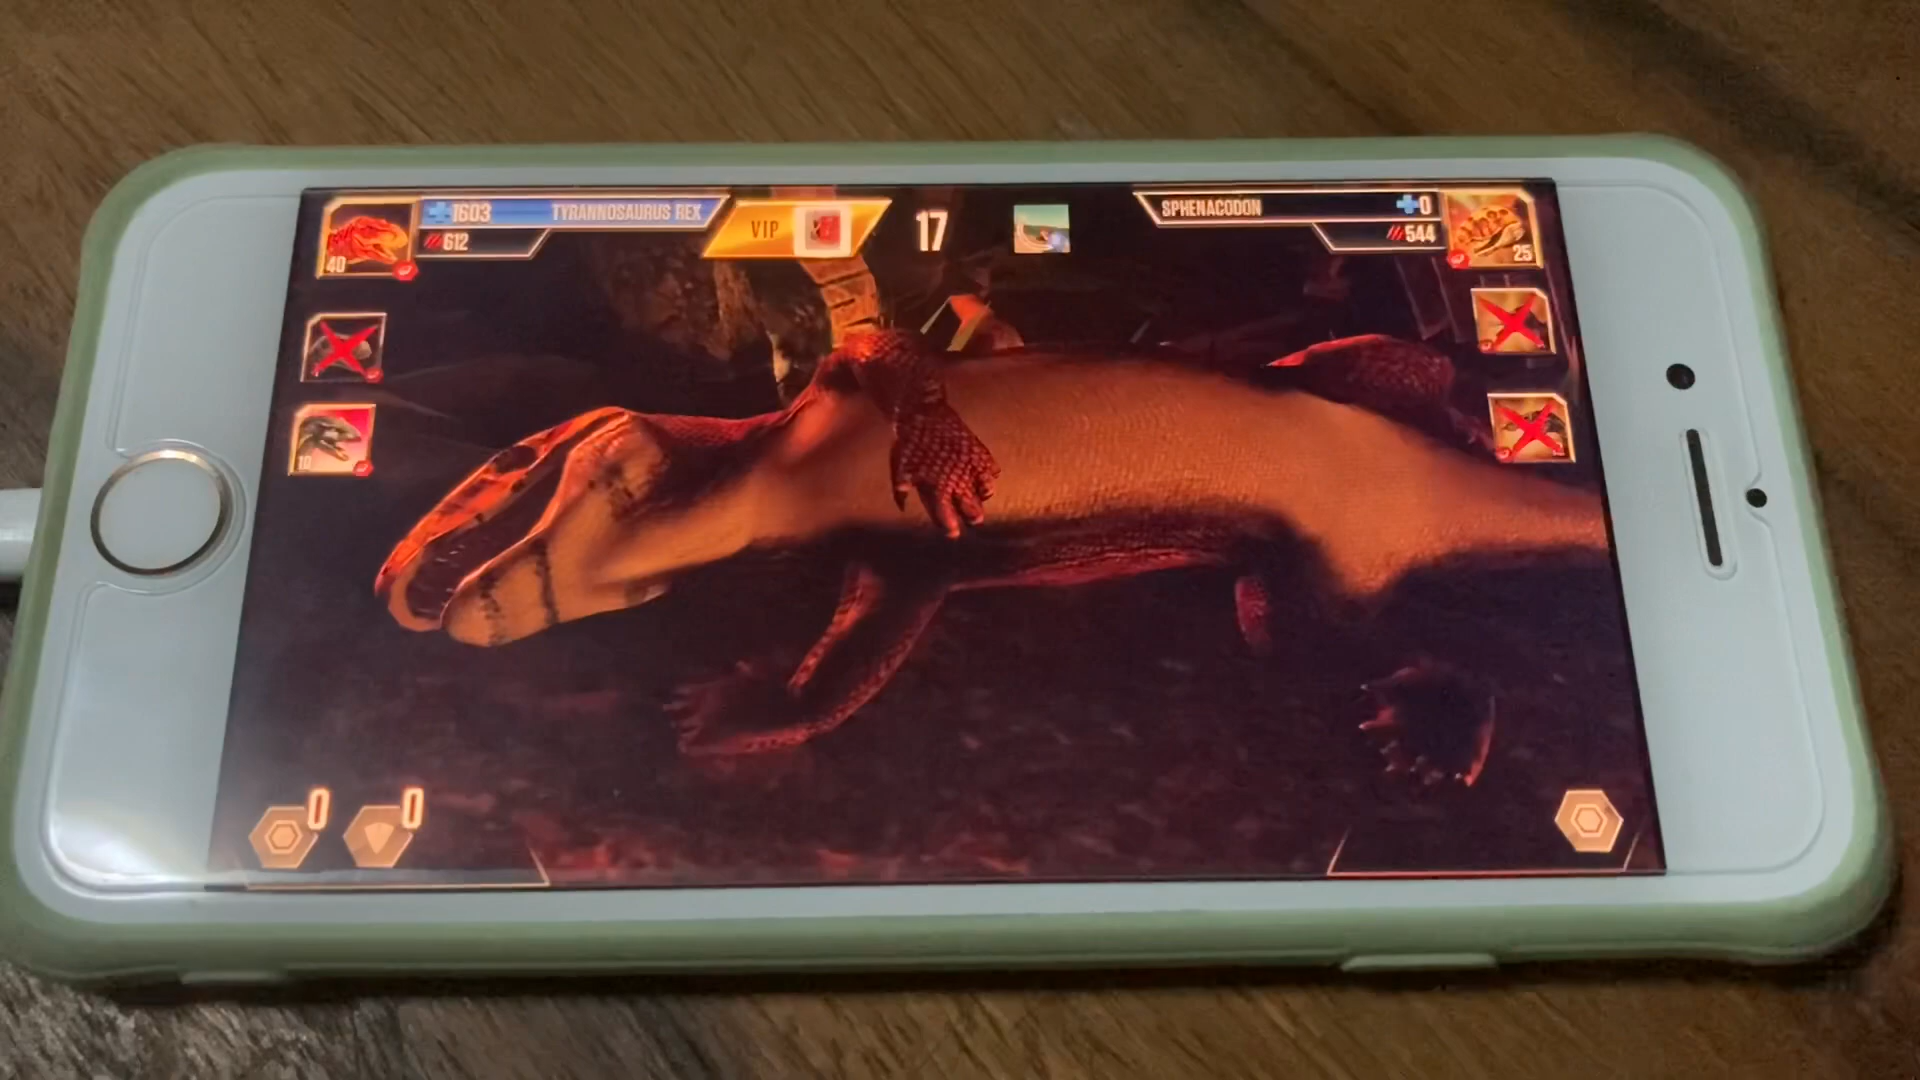 1603 TYRANNOSAURUS REX
612
40
VIP
17
SPHENACODON 0
544
25
10
0 0